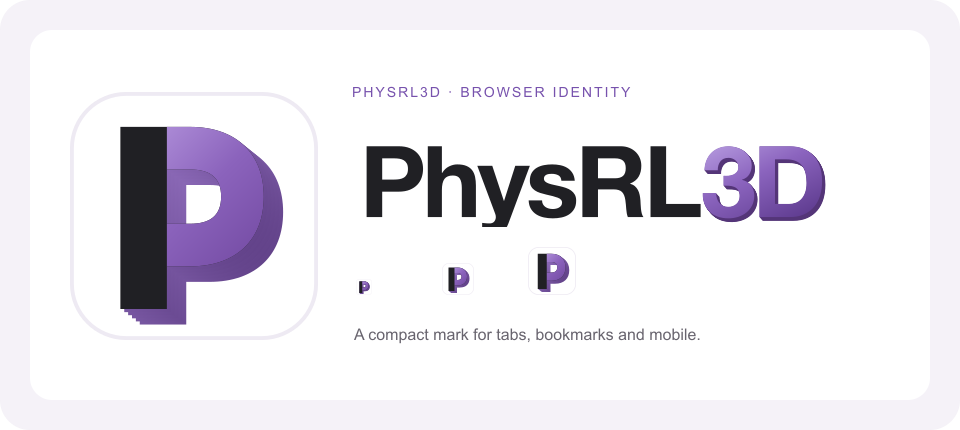 PHYSRL3D · BROWSER IDENTITY
P
PhysRL3D
P
P
P
A compact mark for tabs, bookmarks and mobile.